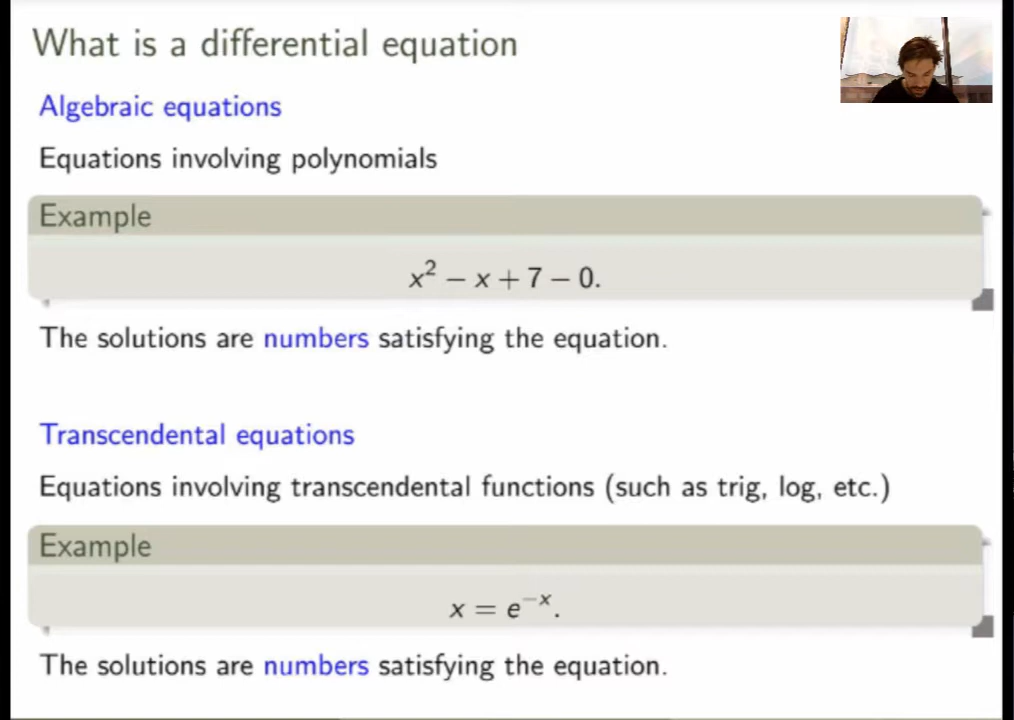 What is a differential equation
Algebraic equations
Equations involving polynomials
Example
x² − x + 7 − 0.
The solutions are numbers satisfying the equation.
Transcendental equations
Equations involving transcendental functions (such as trig, log, etc.)
Example
x = e⁻ˣ.
The solutions are numbers satisfying the equation.